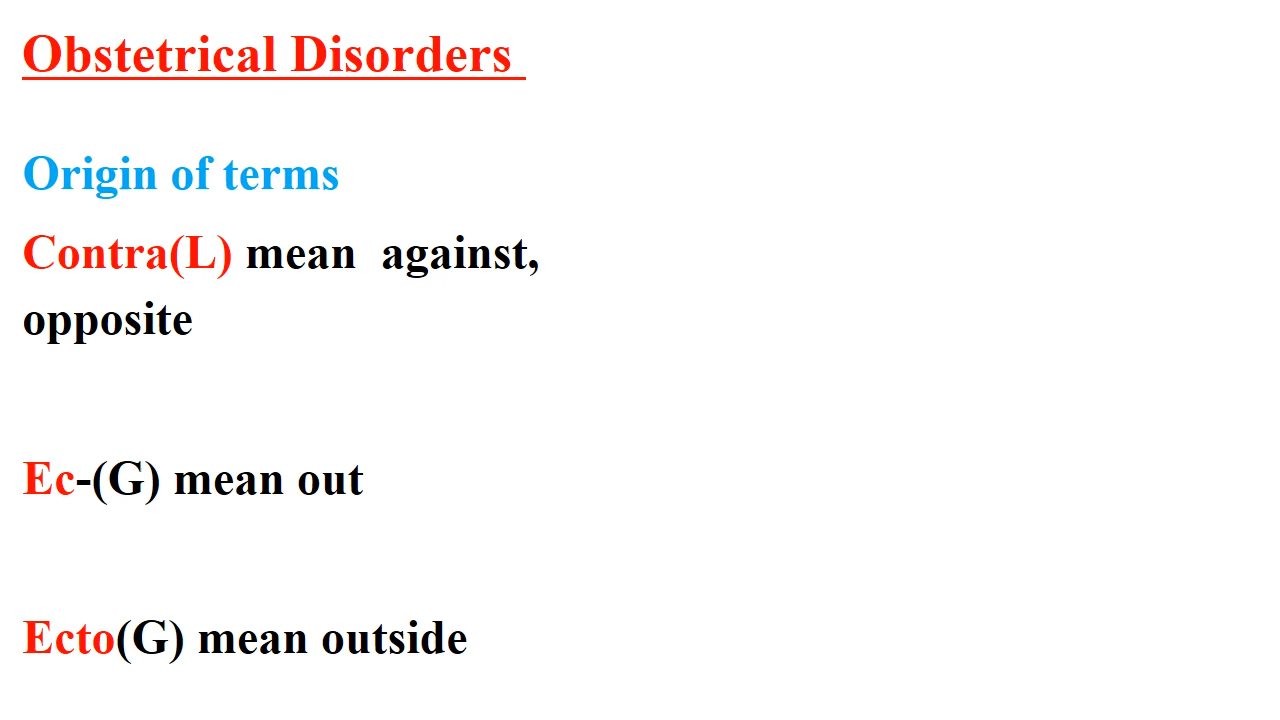 Obstetrical Disorders
Origin of terms
Contra(L) mean  against,
opposite
Ec-(G) mean out
Ecto(G) mean outside